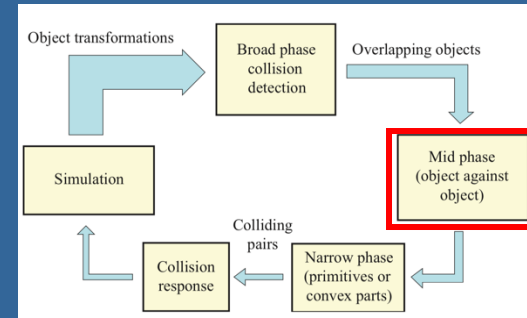 Object transformations
Broad phase
collision
detection
Overlapping objects
Mid phase
(object against
object)
Simulation
Colliding
pairs
Collision
response
Narrow phase
(primitives or
convex parts)